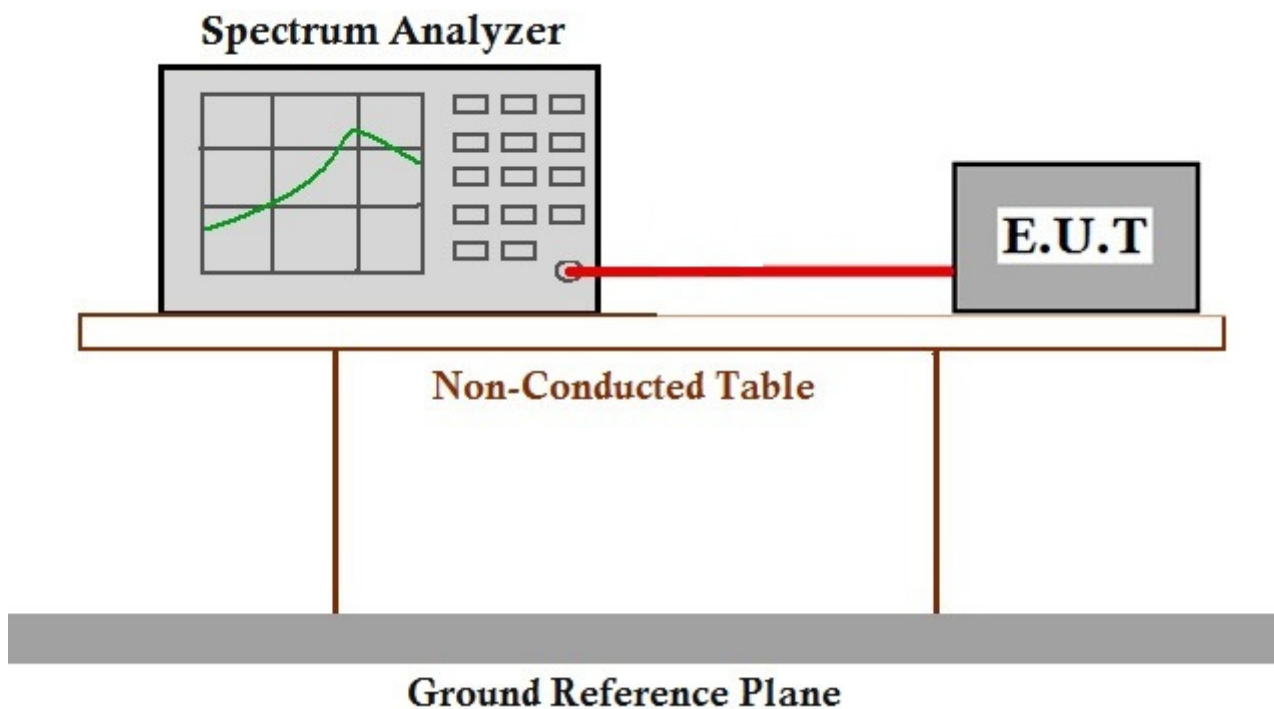 Spectrum Analyzer
E.U.T
Non-Conducted Table
Ground Reference Plane